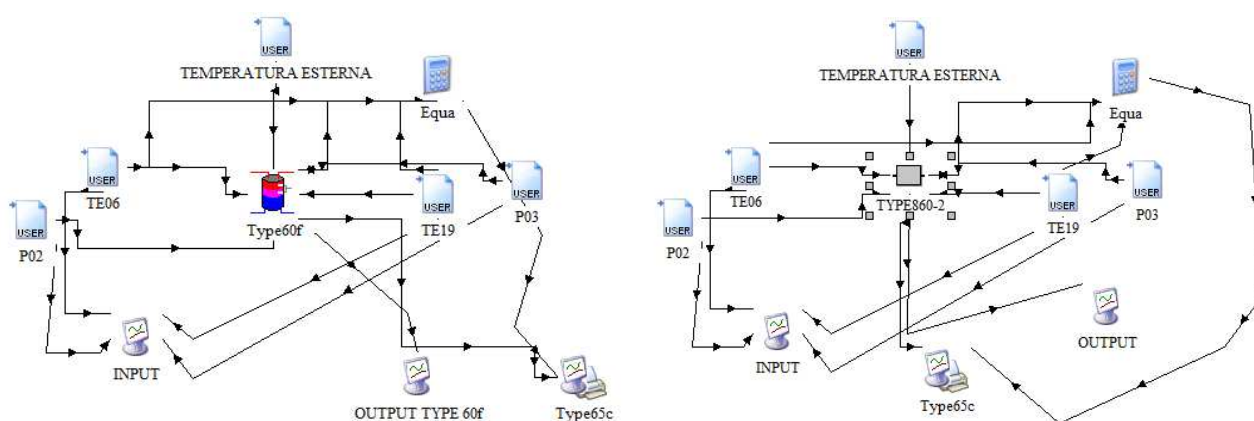 USER
TEMPERATURA ESTERNA
Equa
USER
TE06
USER
P02
Type60f
USER
TE19
USER
P03
INPUT
OUTPUT TYPE 60f
Type65c
USER
TEMPERATURA ESTERNA
Equa
USER
TE06
USER
P02
TYPE860-2
USER
TE19
USER
P03
INPUT
OUTPUT
Type65c